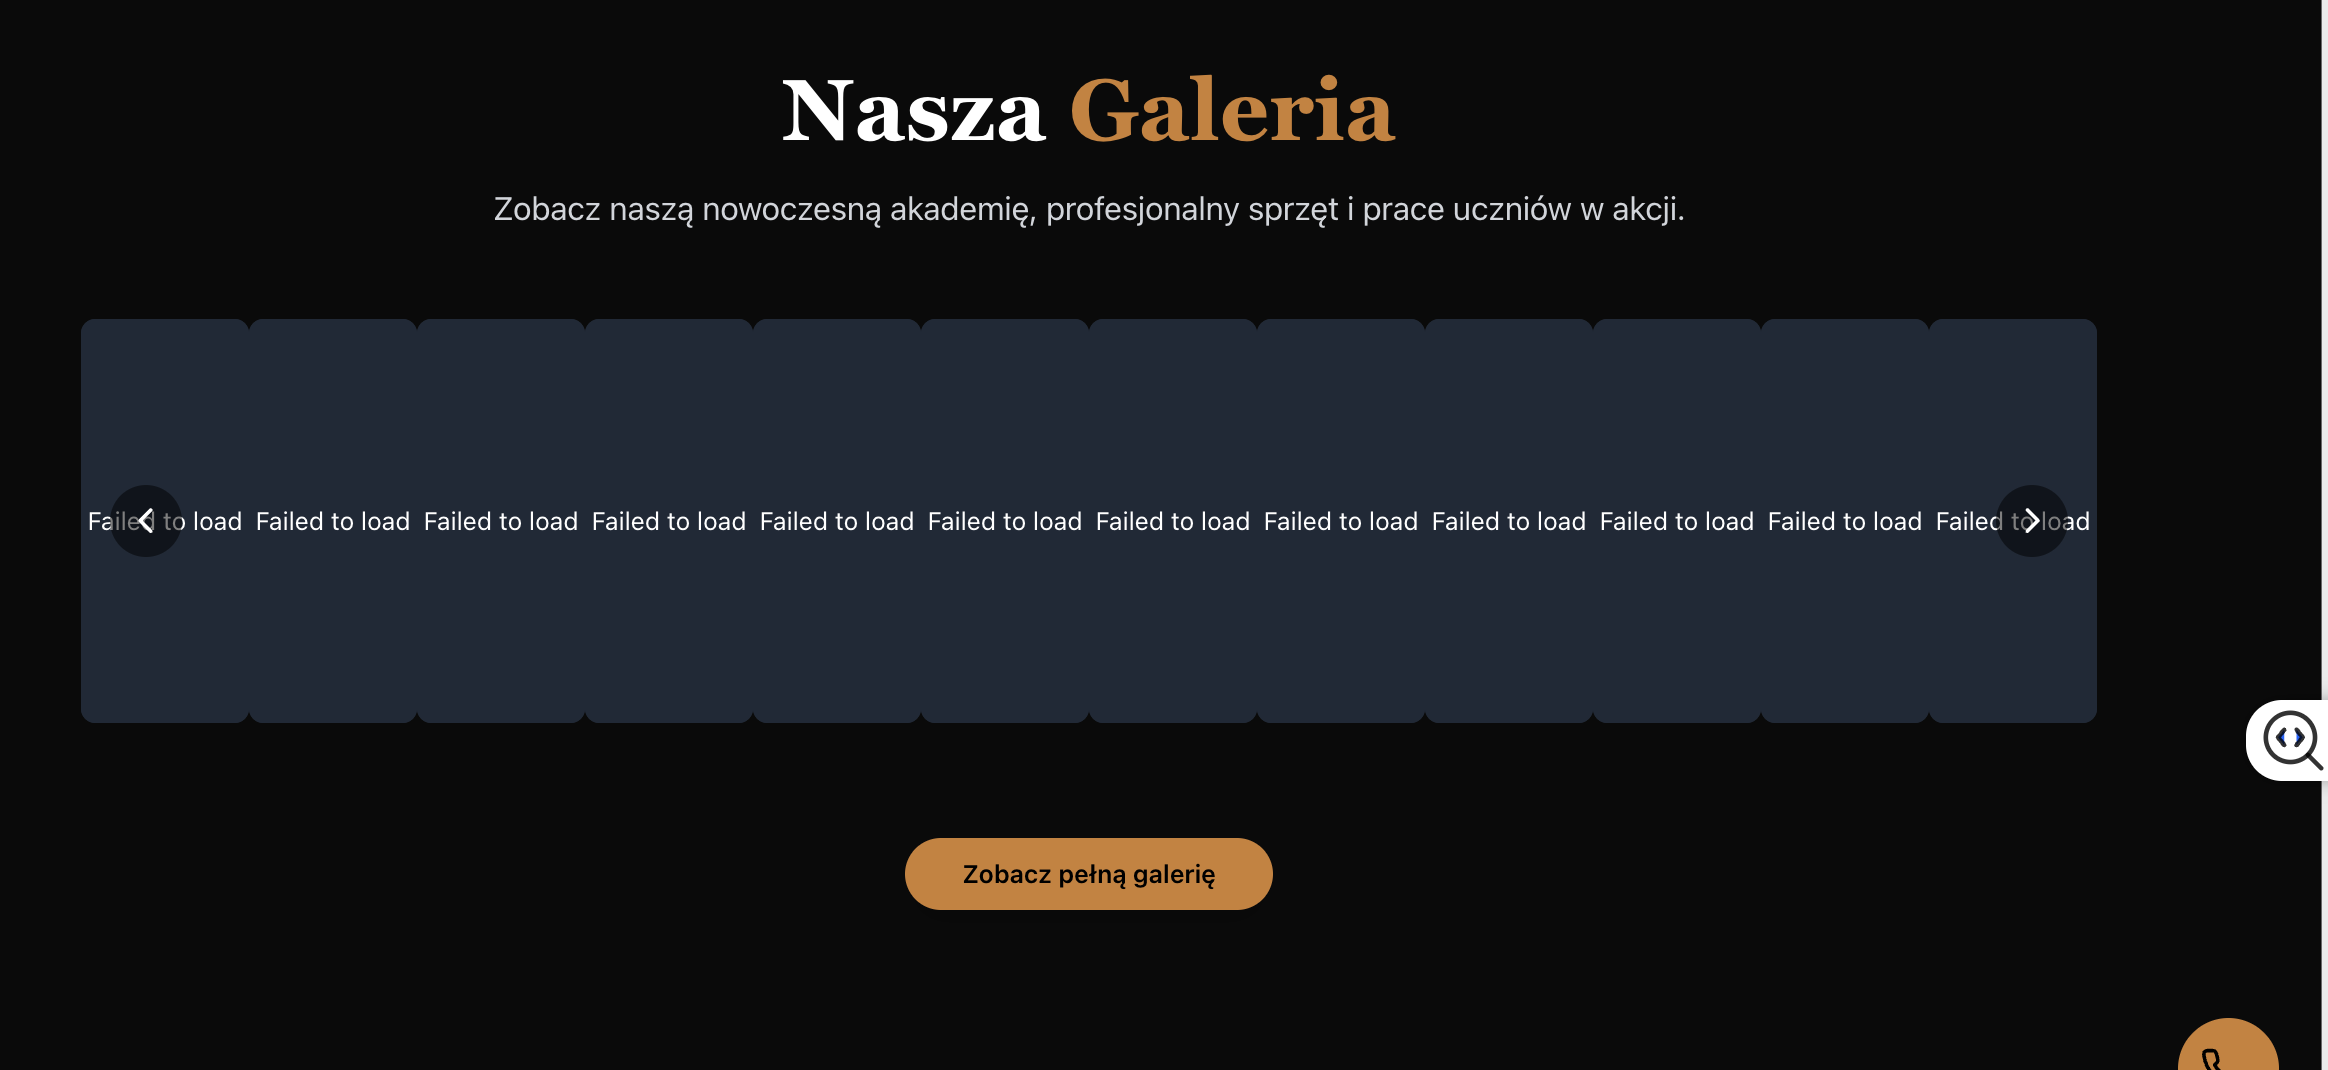 Nasza Galeria
Zobacz naszą nowoczesną akademię, profesjonalny sprzęt i prace uczniów w akcji.
Failed to load Failed to load Failed to load Failed to load Failed to load Failed to load Failed to load Failed to load Failed to load Failed to load Failed to load Failed to load
Zobacz pełną galerię